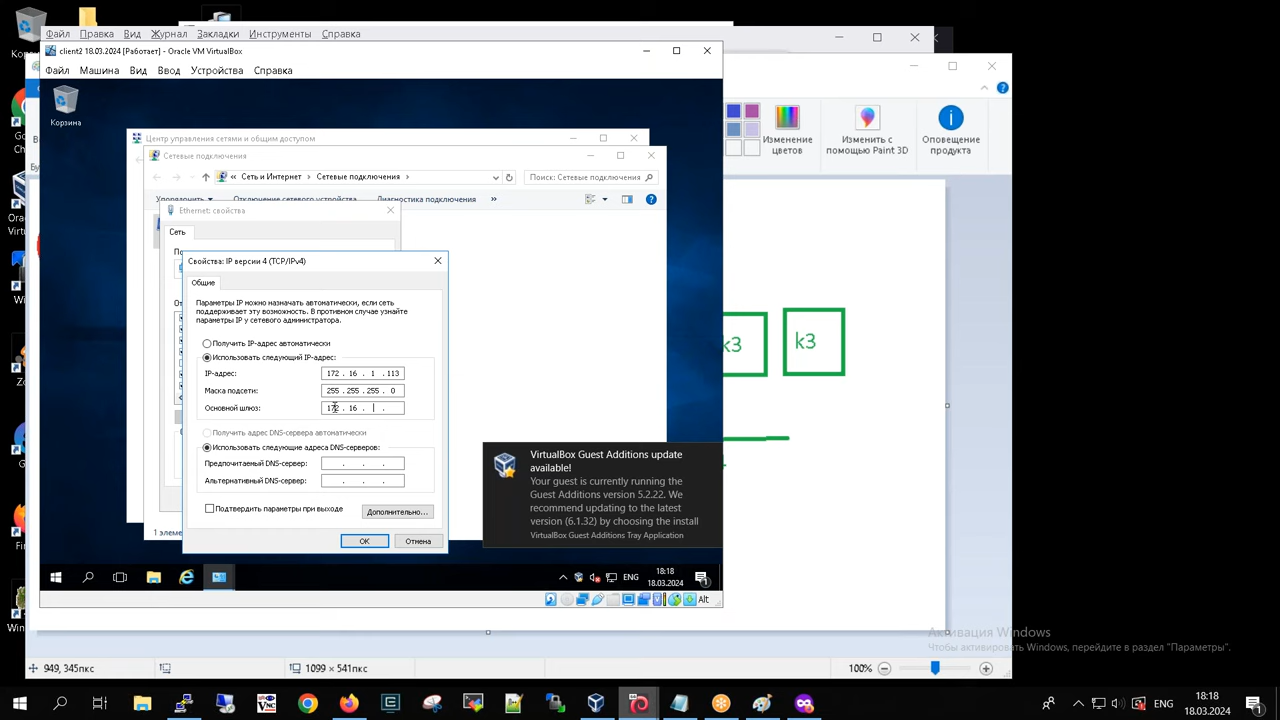 Файл Правка Вид Журнал Закладки Инструменты Справка
client2 18.03.2024 [Работает] - Oracle VM VirtualBox
Файл Машина Вид Ввод Устройства Справка
Корзина
Центр управления сетями и общим доступом
Сетевые подключения
Сеть и Интернет
Сетевые подключения
Поиск: Сетевые подключения
Упорядочить
Отключение сетевого устройства
Диагностика подключения
Ethernet: свойства
Сеть
Свойства: IP версии 4 (TCP/IPv4)
Общие
Параметры IP можно назначать автоматически, если сеть
поддерживает эту возможность. В противном случае узнайте
параметры IP у сетевого администратора.
Получить IP-адрес автоматически
Использовать следующий IP-адрес:
IP-адрес:
172 . 16 . 1 .113
Маска подсети:
255 .255 .255 . 0
Основной шлюз:
172 . 16 . .
Получить адрес DNS-сервера автоматически
Использовать следующие адреса DNS-серверов:
Предпочитаемый DNS-сервер:
Альтернативный DNS-сервер:
Подтвердить параметры при выходе
Дополнительно...
OK
Отмена
VirtualBox Guest Additions update
available!
Your guest is currently running the
Guest Additions version 5.2.22. We
recommend updating to the latest
version (6.1.32) by choosing the install
VirtualBox Guest Additions Tray Application
ENG
18:18
18.03.2024
Alt
Изменение
цветов
Изменить с
помощью Paint 3D
Оповещение
продукта
k3
k3
Активация Windows
Чтобы активировать Windows, перейдите в раздел "Параметры".
949, 345пкс
1099 × 541пкс
100%
ENG
18:18
18.03.2024